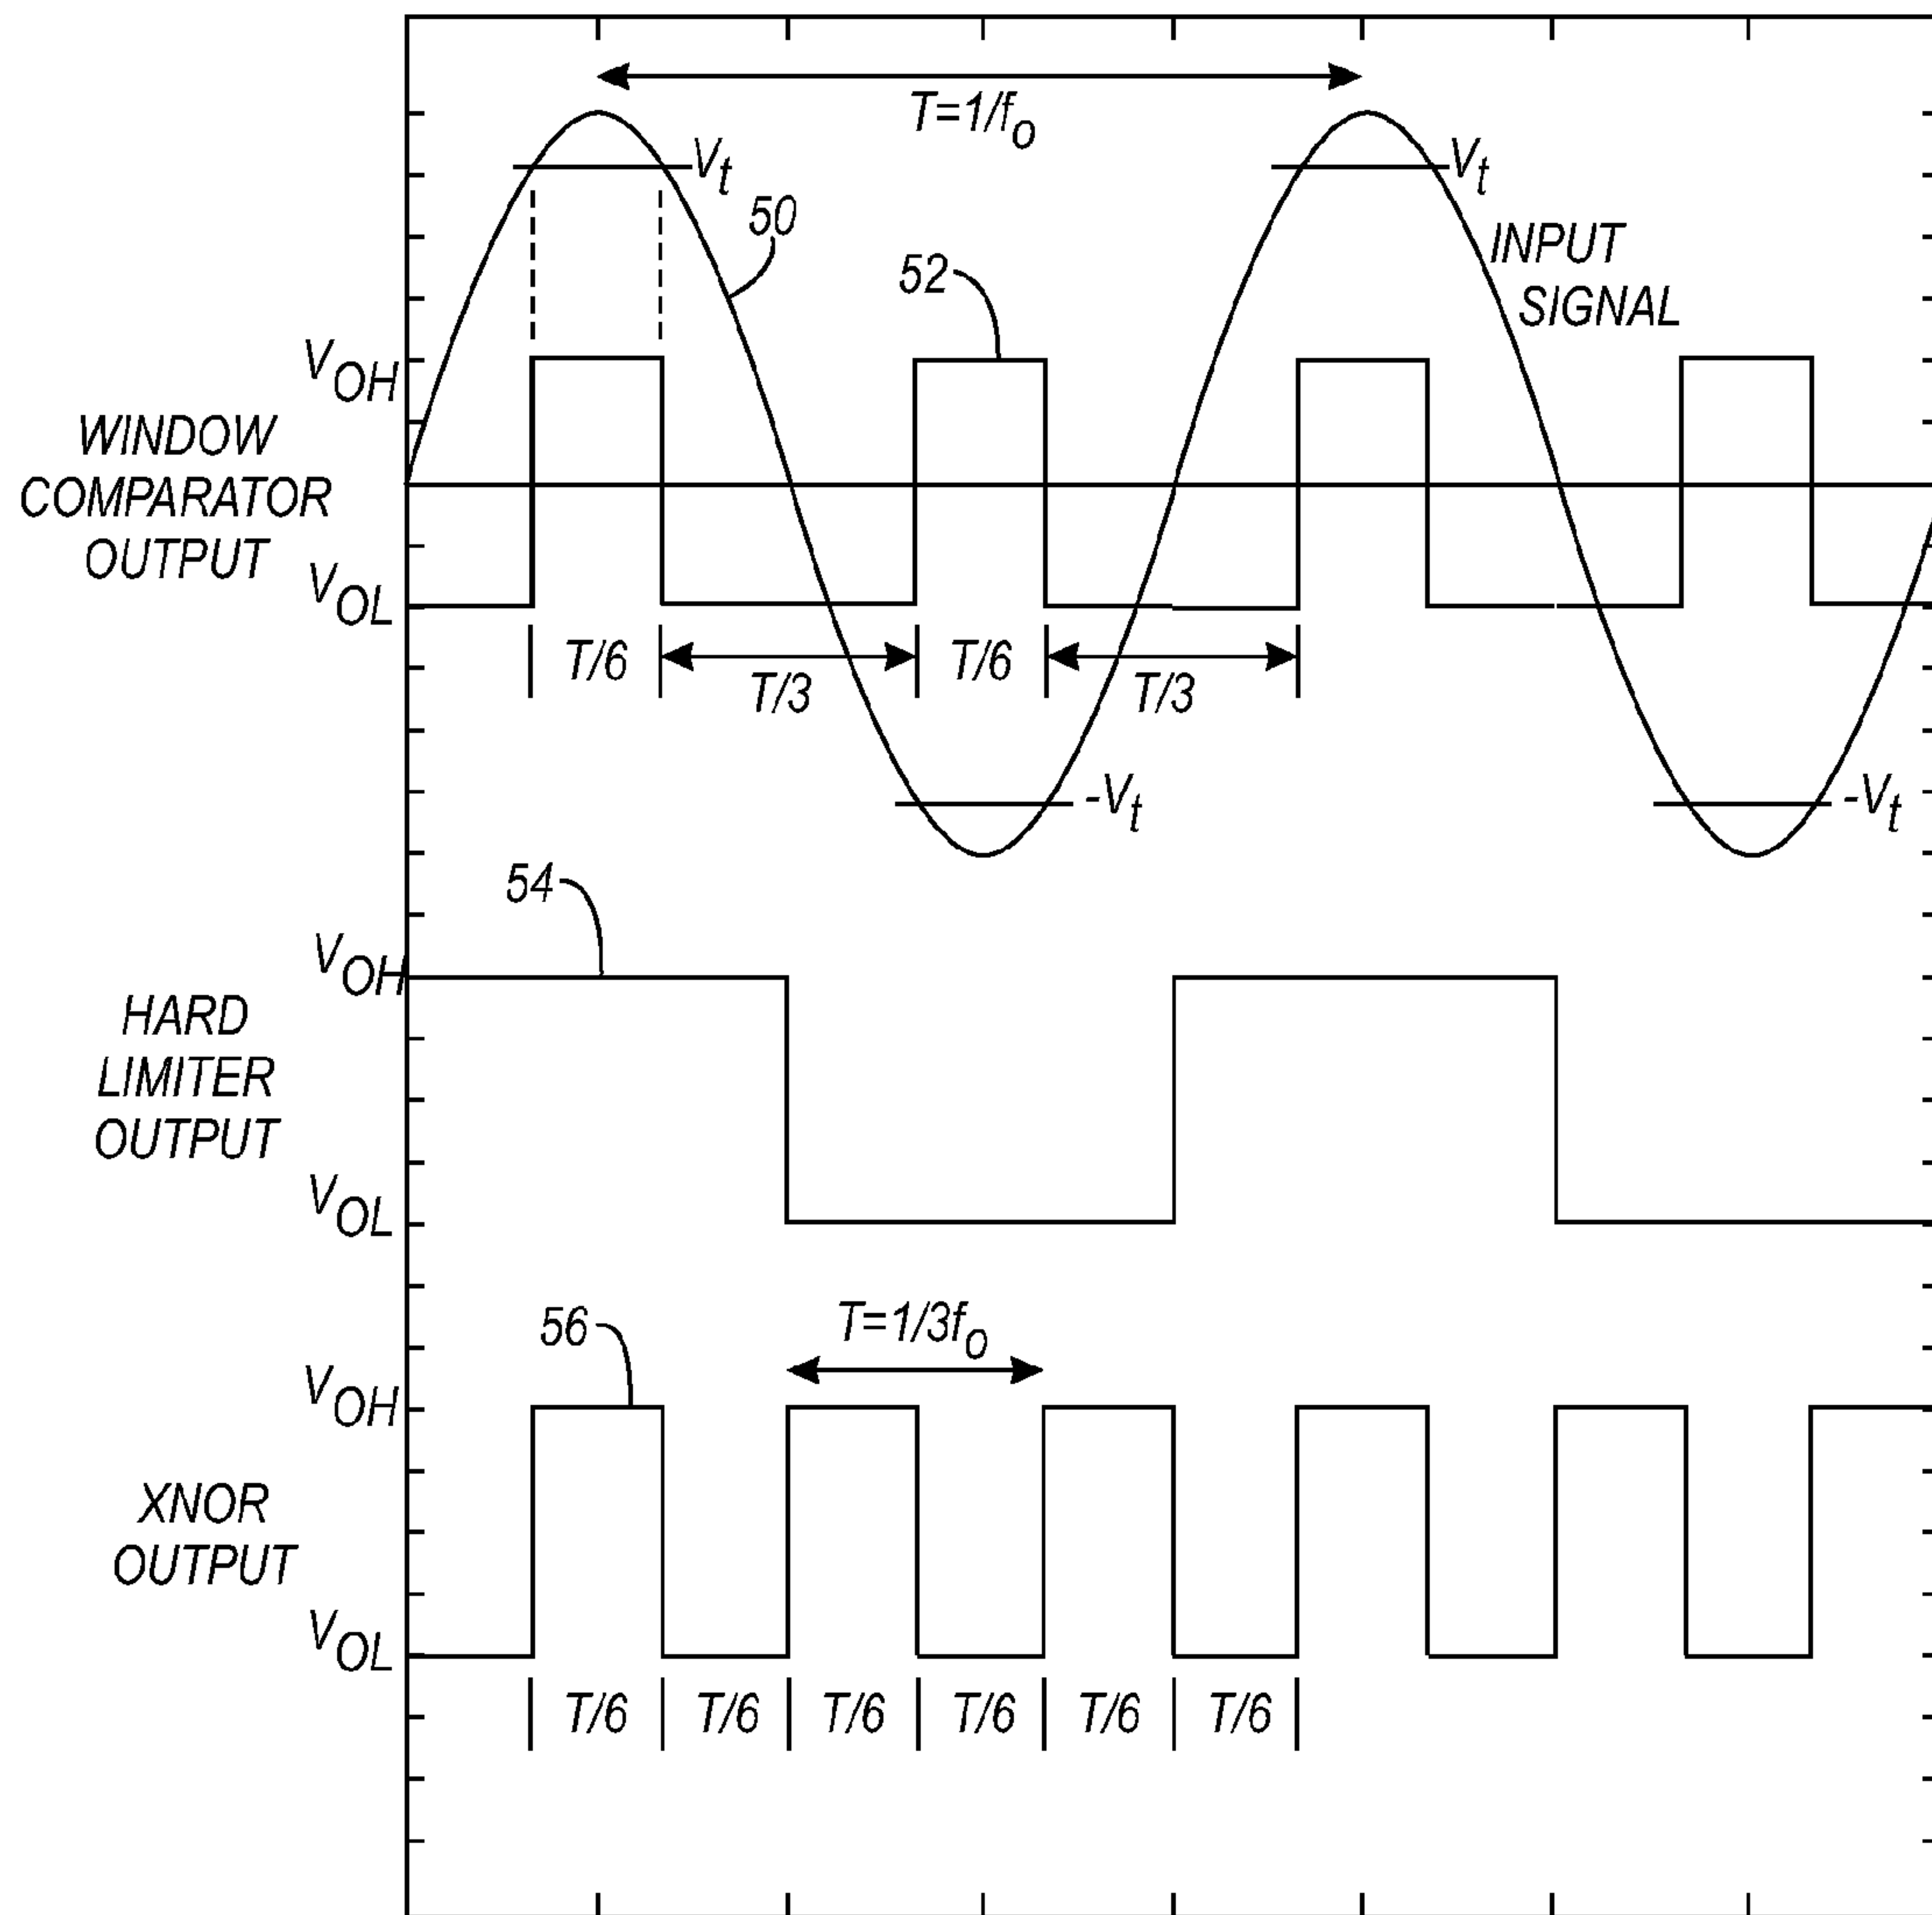 T=1/fo
Vt
Vt
50
INPUT
SIGNAL
52
VOH
WINDOW
COMPARATOR
OUTPUT
VOL
T/6
T/3
T/6
T/3
-Vt
-Vt
54
VOH
HARD
LIMITER
OUTPUT
VOL
56
T=1/3fo
VOH
XNOR
OUTPUT
VOL
T/6
T/6
T/6
T/6
T/6
T/6